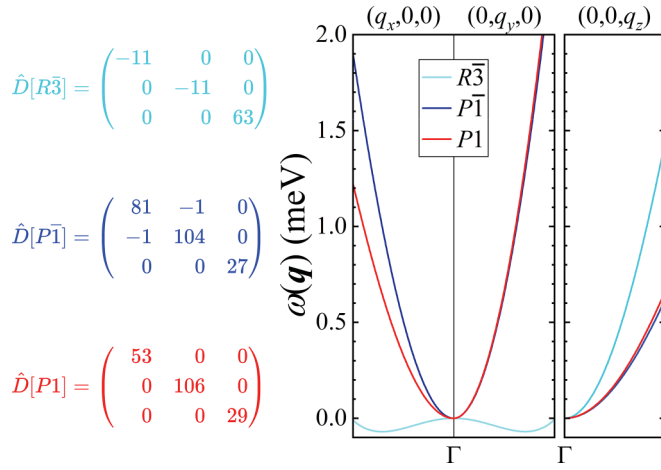 (q_x,0,0) (0,q_y,0) (0,0,q_z)
D̂[R3̅] = ( −11 0 0
0 −11 0
0 0 63 )
D̂[P1̅] = ( 81 −1 0
−1 104 0
0 0 27 )
D̂[P1] = ( 53 0 0
0 106 0
0 0 29 )
ω(q) (meV)
2.0
1.5
1.0
0.5
0.0
R3̅
P1̅
P1
Γ Γ